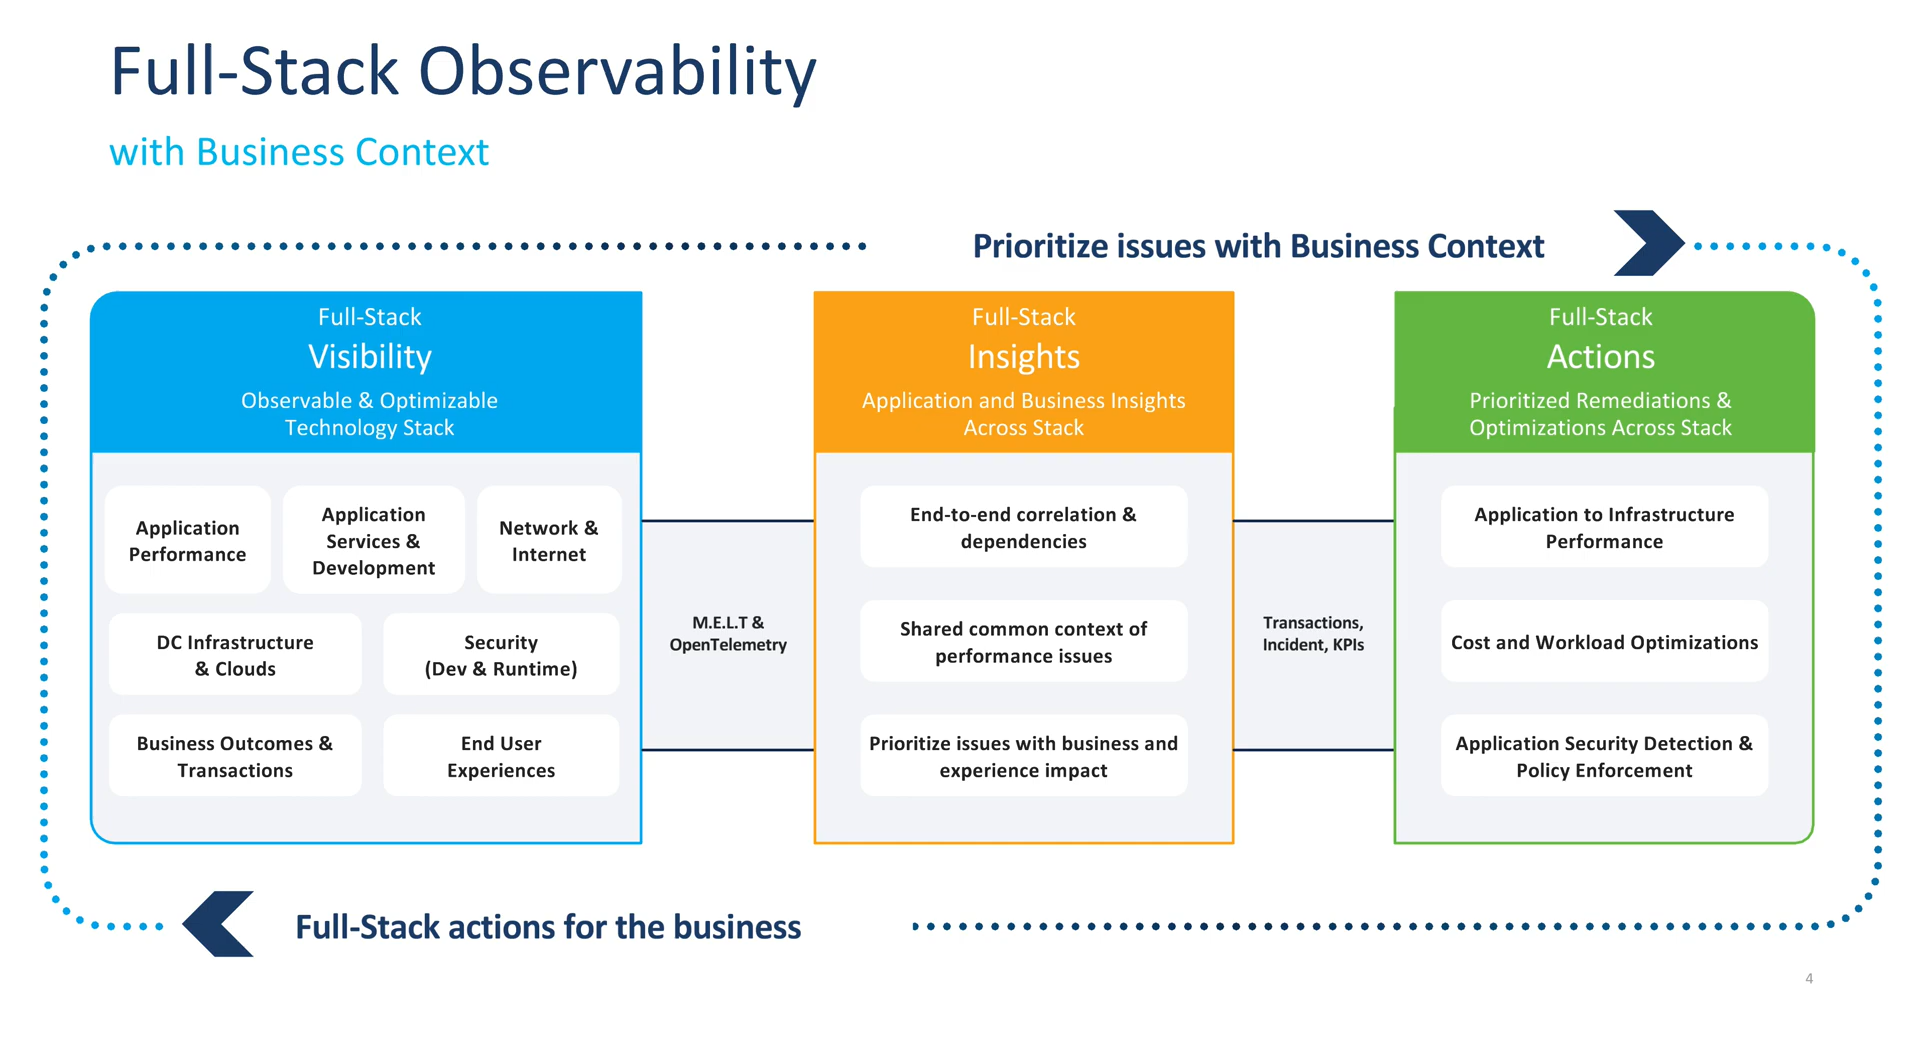 Full-Stack Observability
with Business Context
Prioritize issues with Business Context
Full-Stack
Visibility
Observable & Optimizable
Technology Stack
Application
Performance
Application
Services &
Development
Network &
Internet
DC Infrastructure
& Clouds
Security
(Dev & Runtime)
Business Outcomes &
Transactions
End User
Experiences
M.E.L.T &
OpenTelemetry
Full-Stack
Insights
Application and Business Insights
Across Stack
End-to-end correlation &
dependencies
Shared common context of
performance issues
Prioritize issues with business and
experience impact
Transactions,
Incident, KPIs
Full-Stack
Actions
Prioritized Remediations &
Optimizations Across Stack
Application to Infrastructure
Performance
Cost and Workload Optimizations
Application Security Detection &
Policy Enforcement
Full-Stack actions for the business
4